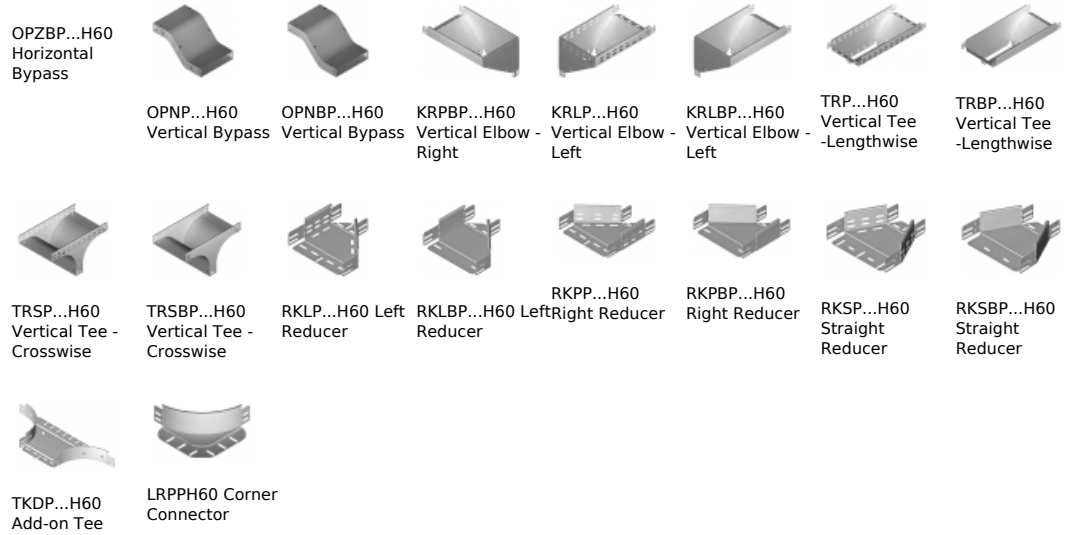 OPZBP...H60
Horizontal
Bypass
OPNP...H60
Vertical Bypass
OPNBP...H60
Vertical Bypass
KRPBP...H60
Vertical Elbow -
Right
KRLP...H60
Vertical Elbow -
Left
KRLBP...H60
Vertical Elbow -
Left
TRP...H60
Vertical Tee
-Lengthwise
TRBP...H60
Vertical Tee
-Lengthwise
TRSP...H60
Vertical Tee -
Crosswise
TRSBP...H60
Vertical Tee -
Crosswise
RKLP...H60 Left
Reducer
RKLBP...H60 Left
Reducer
RKPP...H60
Right Reducer
RKPBP...H60
Right Reducer
RKSP...H60
Straight
Reducer
RKSBP...H60
Straight
Reducer
TKDP...H60
Add-on Tee
LRPPH60 Corner
Connector